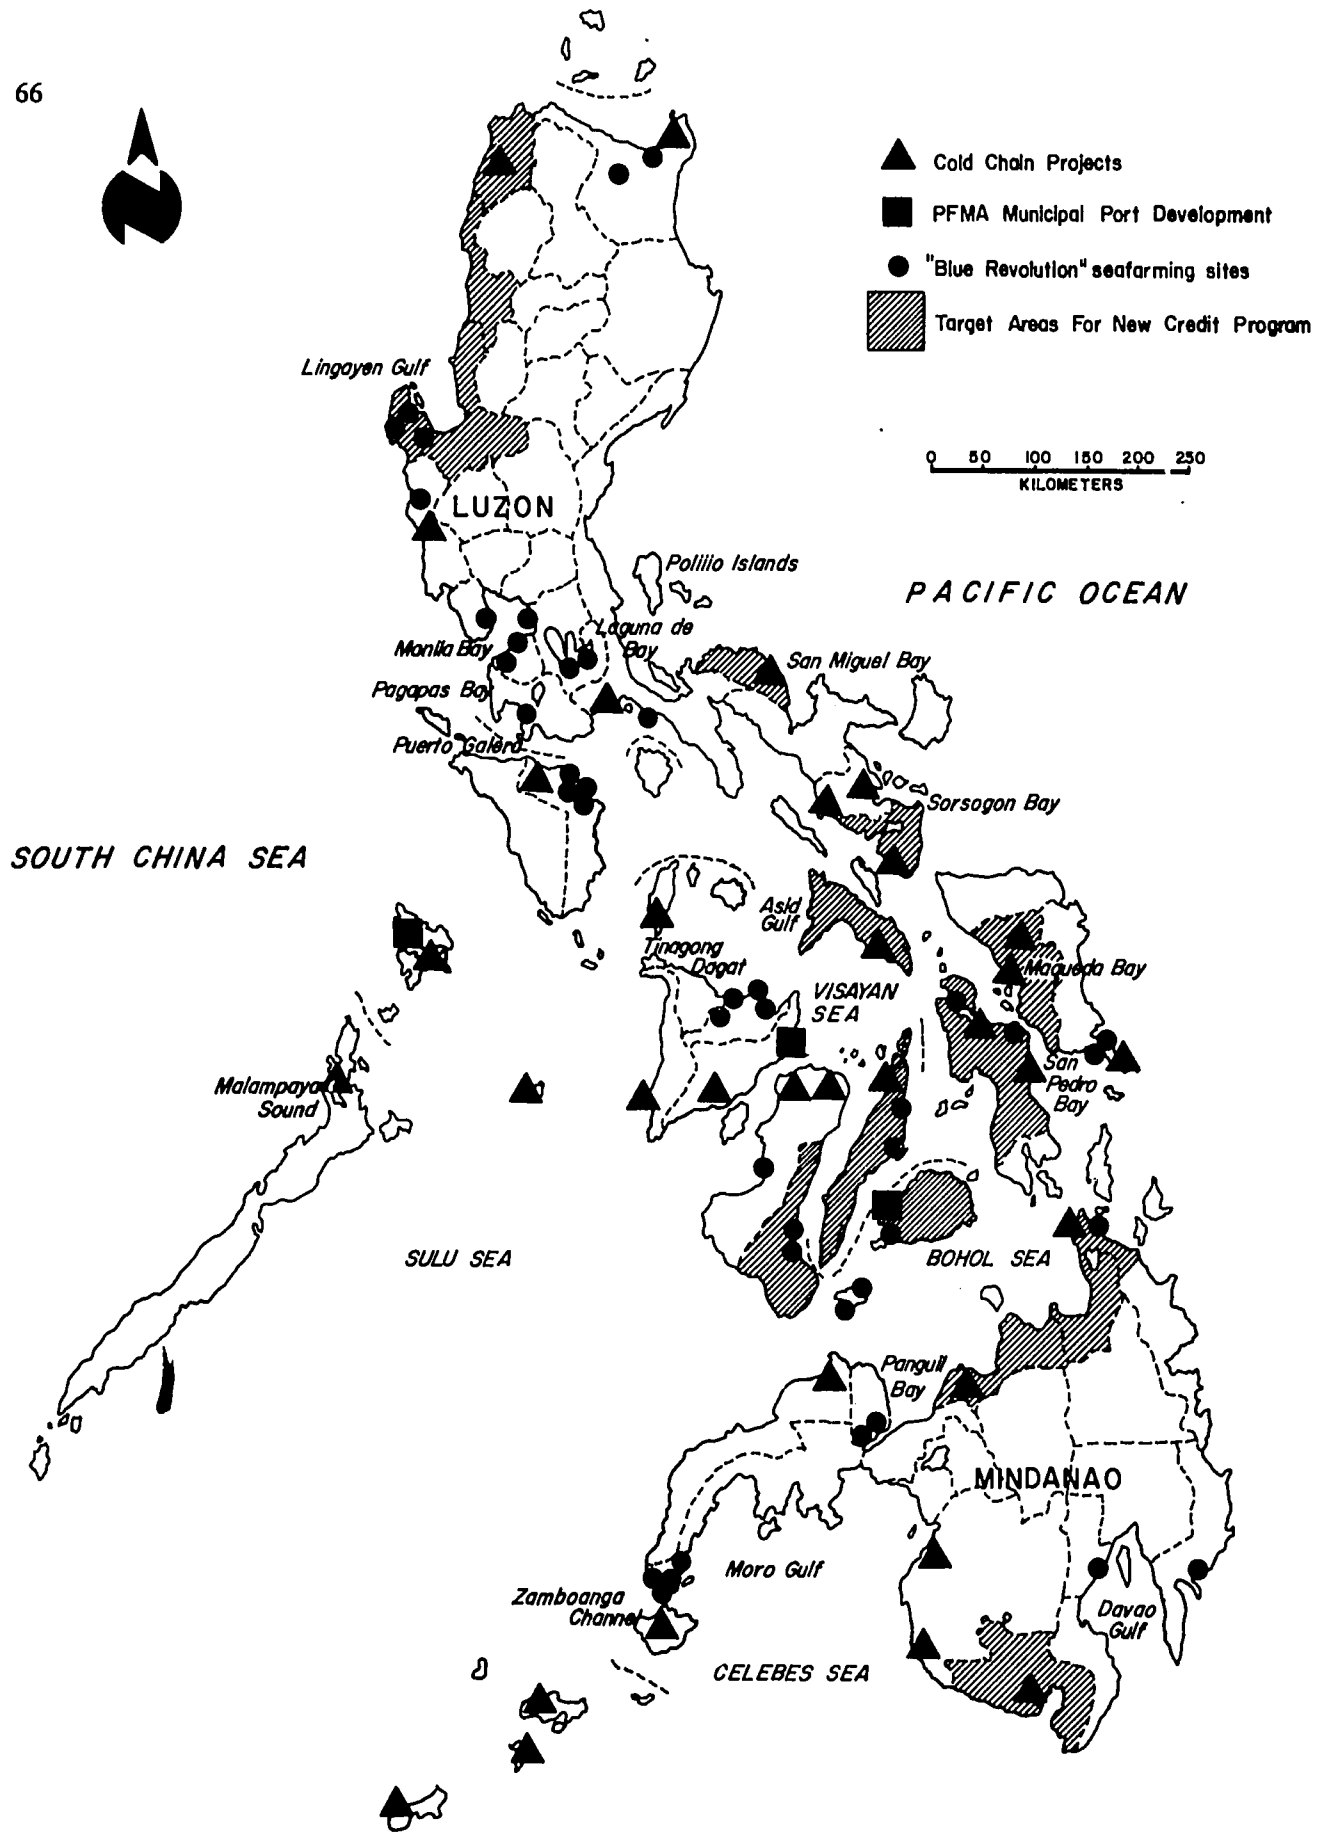 66
Cold Chain Projects
PFMA Municipal Port Development
"Blue Revolution" seafarming sites
Target Areas For New Credit Program
Lingayen Gulf
0 50 100 150 200 250
KILOMETERS
LUZON
Polillo Islands
PACIFIC OCEAN
Laguna de
Bay
Manila Bay
San Miguel Bay
Pagapas Bay
Puerto Galera
Sorsogon Bay
SOUTH CHINA SEA
Asid
Gulf
Tinagong
Dagat
Maqueda Bay
VISAYAN
SEA
San
Pedro
Bay
Malampaya
Sound
SULU SEA
BOHOL SEA
Panguil
Bay
MINDANAO
Moro Gulf
Zamboanga
Channel
Davao
Gulf
CELEBES SEA